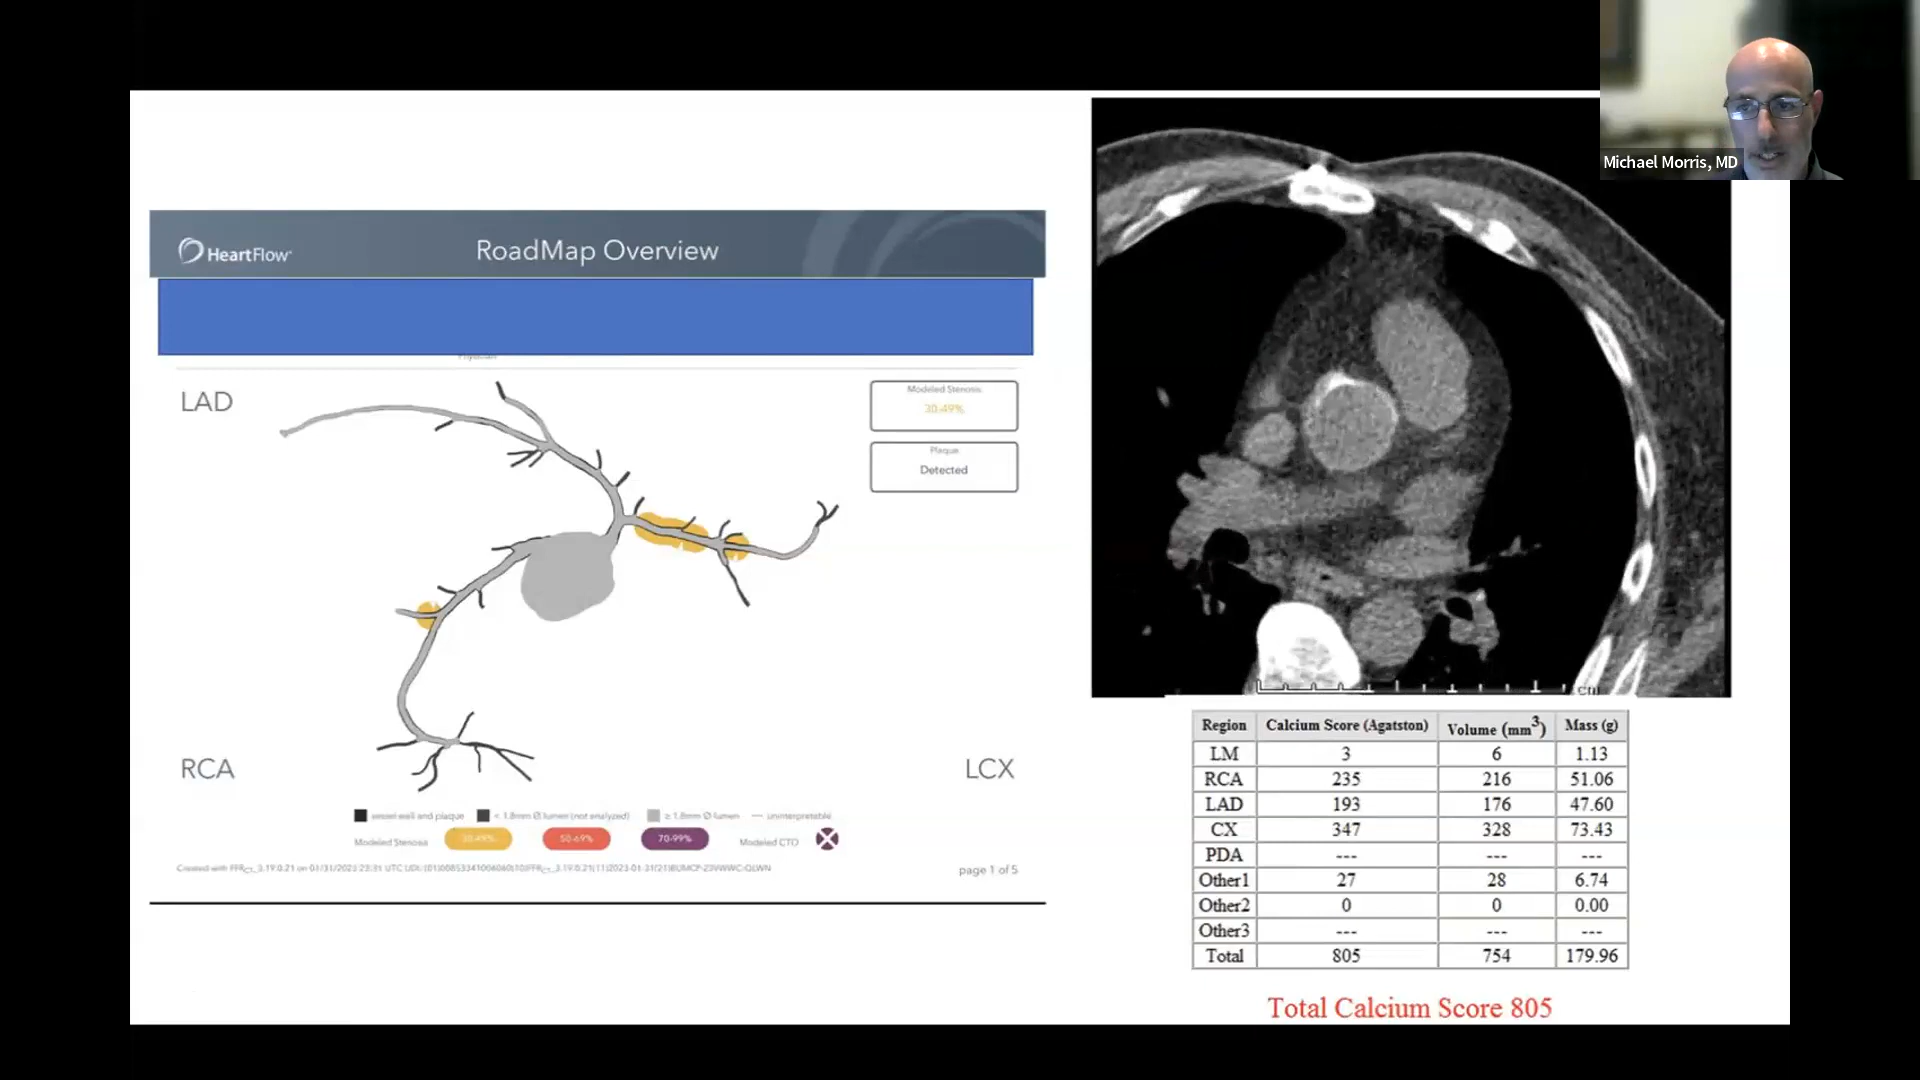 Michael Morris, MD
HeartFlow
RoadMap Overview
Physician
LAD
Modeled Stenosis
30-49%
Plaque
Detected
RCA
LCX
vessel wall and plaque
< 1.8mm Ø lumen (not analyzed)
≥ 1.8mm Ø lumen
uninterpretable
Modeled Stenosis
30-49%
50-69%
70-99%
Modeled CTO
page 1 of 5
cm
Region Calcium Score (Agatston) Volume (mm³) Mass (g)
LM 3 6 1.13
RCA 235 216 51.06
LAD 193 176 47.60
CX 347 328 73.43
PDA --- --- ---
Other1 27 28 6.74
Other2 0 0 0.00
Other3 --- --- ---
Total 805 754 179.96
Total Calcium Score 805